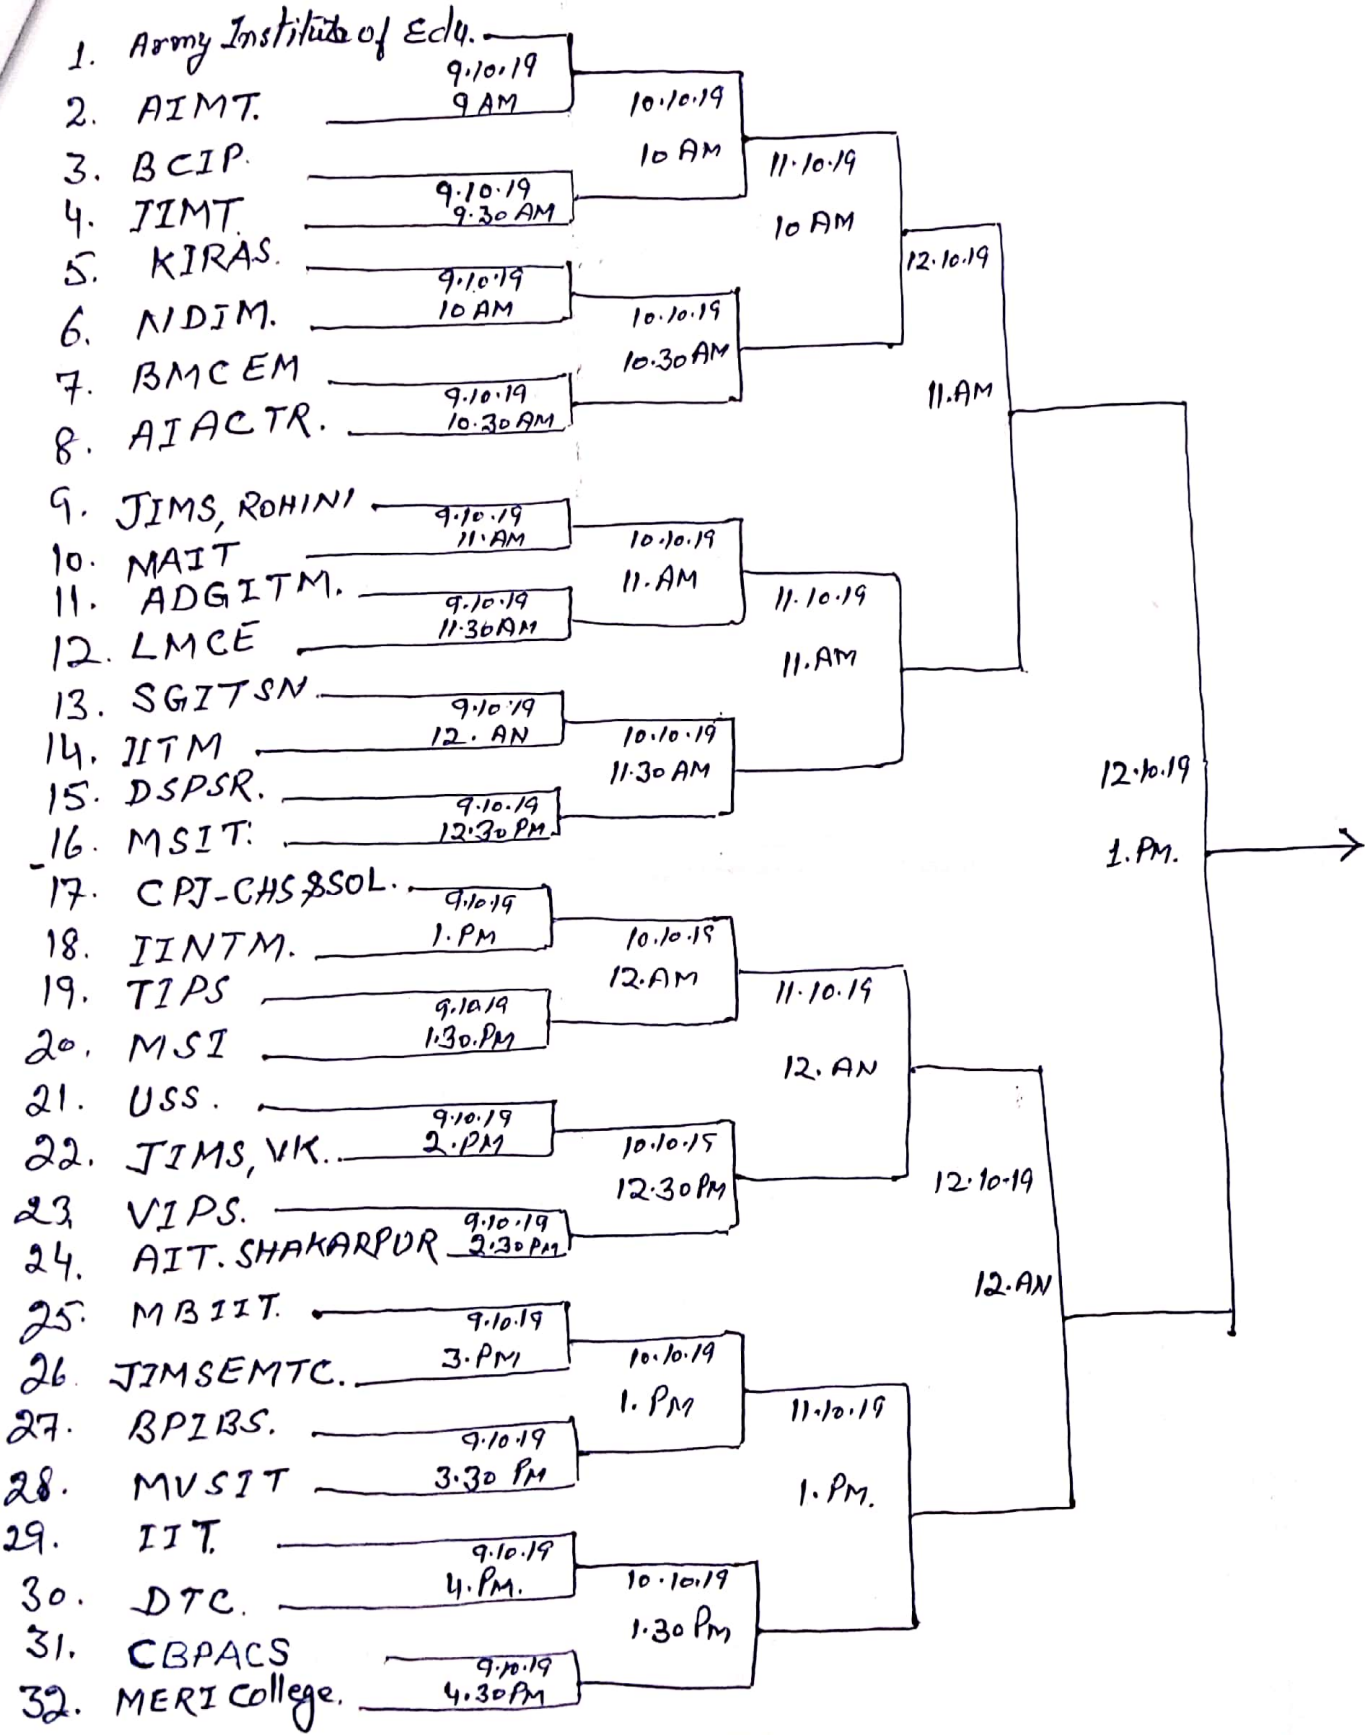 1. Army Institute of Edu.
9.10.19
2. AIMT. 9 AM
10.10.19
10 AM
3. BCIP.
9.10.19
4. IIMT. 9.30 AM
11.10.19
10 AM
5. KIRAS.
9.10.19
6. NDIM. 10 AM
10.10.19
10.30 AM
12.10.19
11.AM
7. BMCEM
9.10.19
8. AIACTR. 10.30 AM
9. JIMS, ROHINI
9.10.19
10. MAIT 11.AM
10.10.19
11.AM
11. ADGITM.
9.10.19
12. LMCE 11.30AM
11.10.19
11.AM
13. SGITSN
9.10.19
14. IITM 12. AN
10.10.19
11.30 AM
15. DSPSR.
9.10.19
16. MSIT. 12.30 PM
12.10.19
1.PM.
17. CPJ-CHS&SOL.
9.10.19
18. IINTM. 1.PM
10.10.19
12.AM
19. TIPS
9.10.19
20. MSI 1.30.PM
11.10.19
12. AN
21. USS.
9.10.19
22. JIMS, VK. 2.PM
10.10.19
12.30 PM
12.10.19
12.AN
23 VIPS.
9.10.19
24. AIT. SHAKARPUR 2.30 PM
25. MBIIT.
9.10.19
26. JIMSEMTC. 3.PM
10.10.19
1. PM
27. BPIBS.
9.10.19
28. MVSIT 3.30 PM
11.10.19
1. PM.
29. IIT.
9.10.19
30. DTC. 4.PM.
10.10.19
1.30 PM
31. CBPACS
9.10.19
32. MERI College. 4.30PM